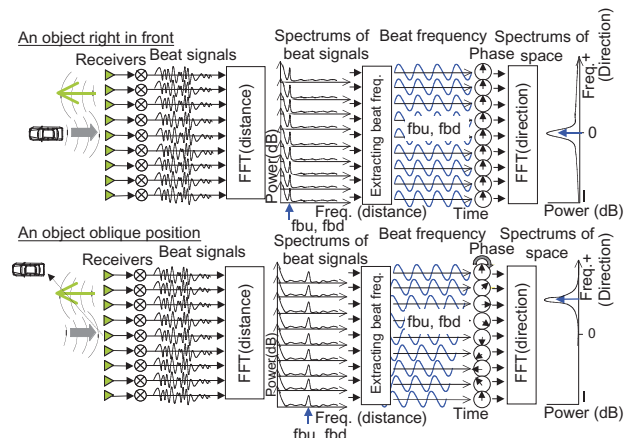 An object right in front
Receivers
Beat signals
FFT(distance)
Spectrums of
beat signals
Power(dB)
fbu, fbd
Freq. (distance)
Extracting beat freq.
Beat frequency
fbu, fbd
Time
Phase
FFT(direction)
Spectrums of
space
Freq.
(Direction)
+
0
−
Power (dB)
An object oblique position
Receivers
Beat signals
FFT(distance)
Spectrums of
beat signals
Power(dB)
Freq. (distance)
fbu, fbd
Extracting beat freq.
Beat frequency
fbu, fbd
Time
Phase
FFT(direction)
Spectrums of
space
Freq.
(Direction)
+
0
−
Power (dB)